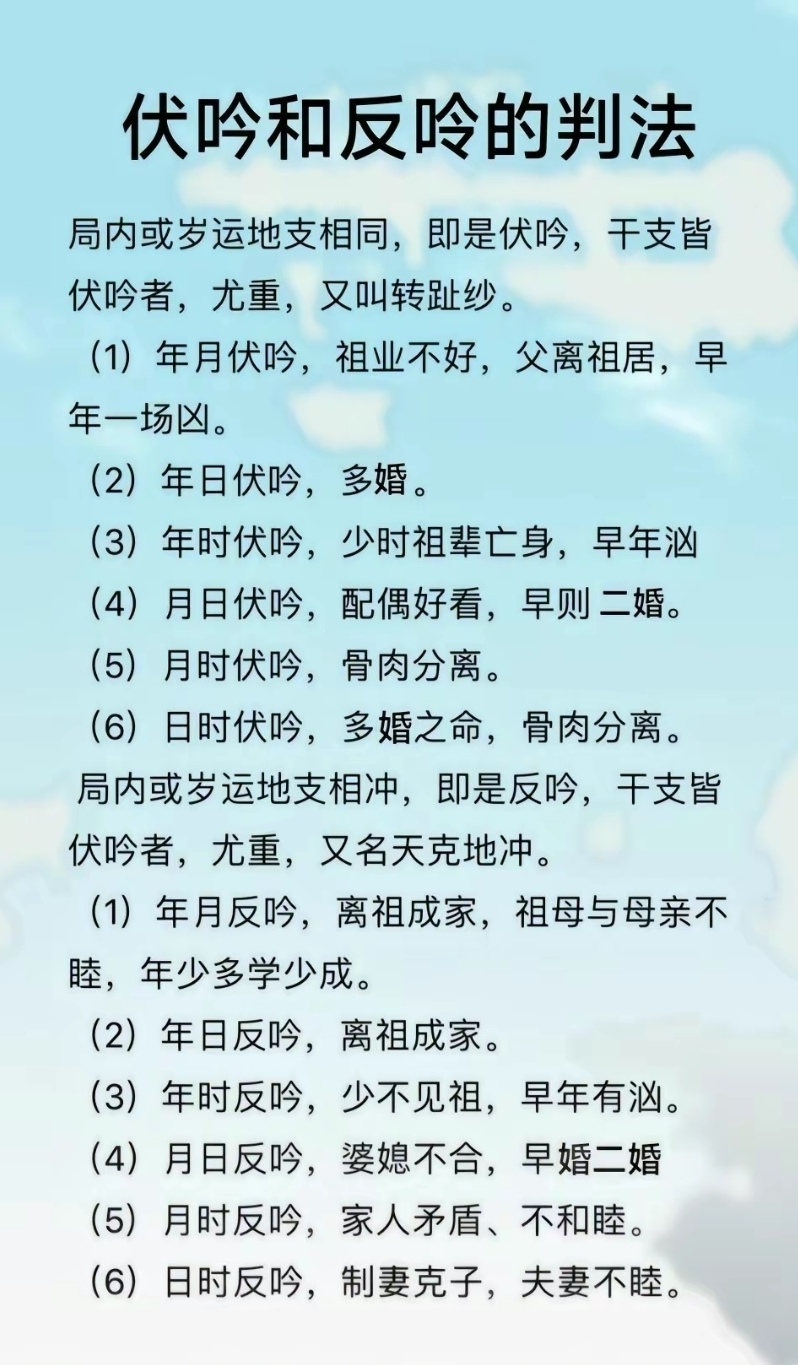 伏吟和反呤的判法
局内或岁运地支相同，即是伏吟，干支皆
伏吟者，尤重，又叫转趾纱。
（1）年月伏吟，祖业不好，父离祖居，早
年一场凶。
（2）年日伏吟，多婚。
（3）年时伏吟，少时祖辈亡身，早年汹
（4）月日伏吟，配偶好看，早则 二婚。
（5）月时伏吟，骨肉分离。
（6）日时伏吟，多婚之命，骨肉分离。
局内或岁运地支相冲，即是反吟，干支皆
伏吟者，尤重，又名天克地冲。
（1）年月反吟，离祖成家，祖母与母亲不
睦，年少多学少成。
（2）年日反吟，离祖成家。
（3）年时反吟，少不见祖，早年有汹。
（4）月日反吟，婆媳不合，早婚二婚
（5）月时反吟，家人矛盾、不和睦。
（6）日时反吟，制妻克子，夫妻不睦。